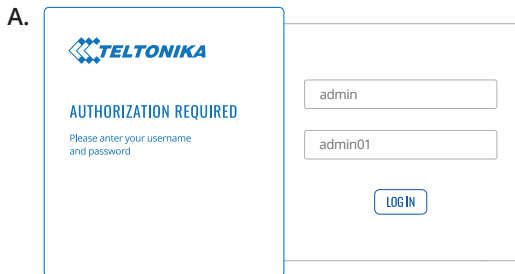 A.
TELTONIKA
AUTHORIZATION REQUIRED
Please anter your username
and password
admin
admin01
LOG IN